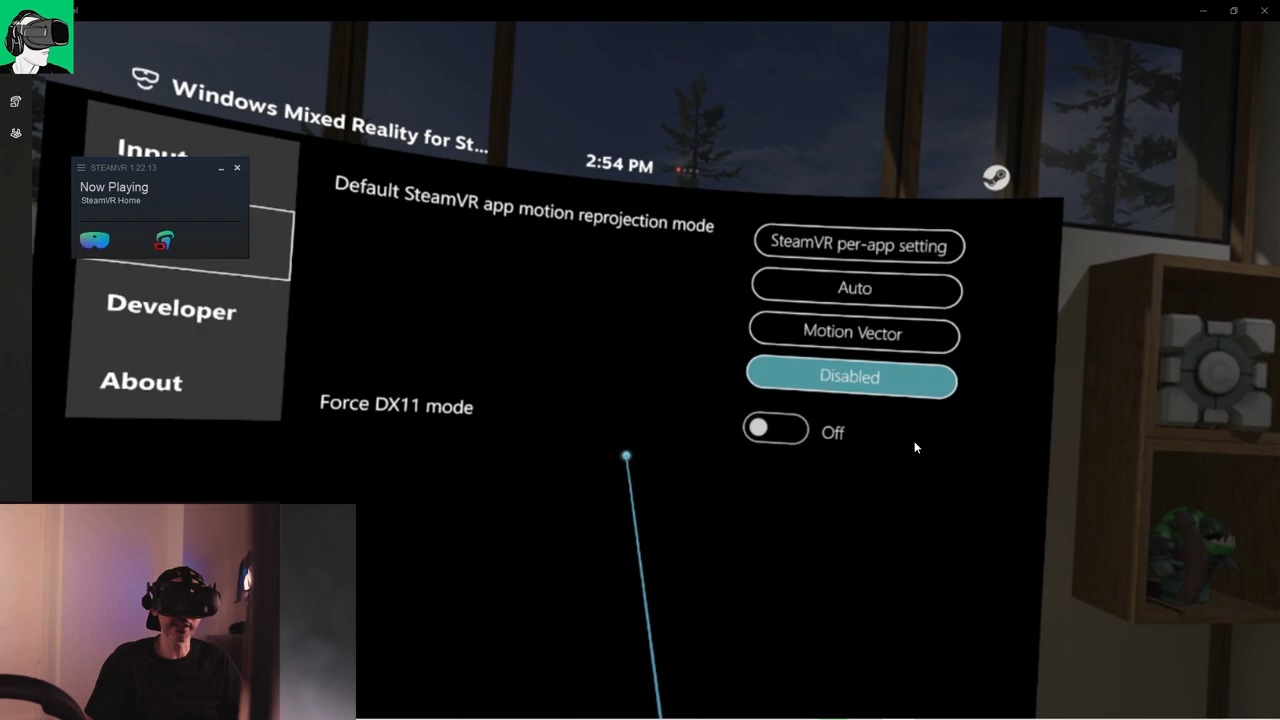 Windows Mixed Reality for St...
2:54 PM
Input
STEAMVR 1.22.13
Now Playing
SteamVR Home
Developer
About
Default SteamVR app motion reprojection mode
SteamVR per-app setting
Auto
Motion Vector
Disabled
Force DX11 mode
Off